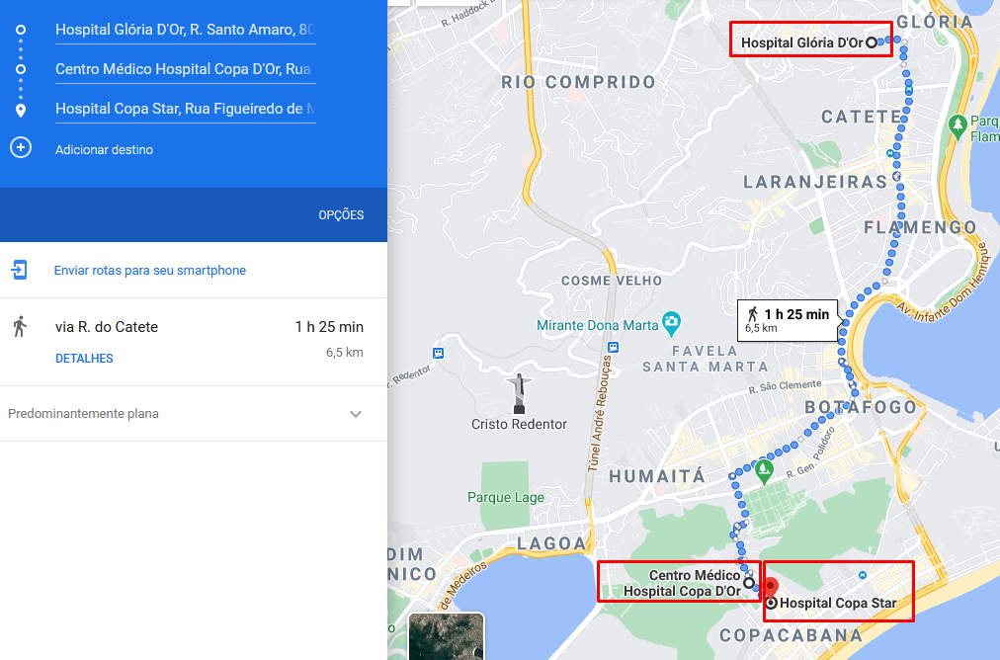 Hospital Glória D'Or, R. Santo Amaro, 80
Centro Médico Hospital Copa D'Or, Rua
Hospital Copa Star, Rua Figueiredo de M
Adicionar destino
OPÇÕES
Enviar rotas para seu smartphone
via R. do Catete
1 h 25 min
DETALHES
6,5 km
Predominantemente plana
R. Haddock
GLÓRIA
Hospital Glória D'Or
RIO COMPRIDO
CATETE
Parq
Flam
LARANJEIRAS
FLAMENGO
Av. Infante Dom Henrique
COSME VELHO
1 h 25 min
6,5 km
Mirante Dona Marta
FAVELA
SANTA MARTA
Redentor
R. São Clemente
BOTAFOGO
Cristo Redentor
Túnel André Rebouças
R. Gen. Polidoro
HUMAITÁ
Parque Lage
LAGOA
DIM
NICO
de Medeiros
Centro Médico
Hospital Copa D'Or
Hospital Copa Star
COPACABANA